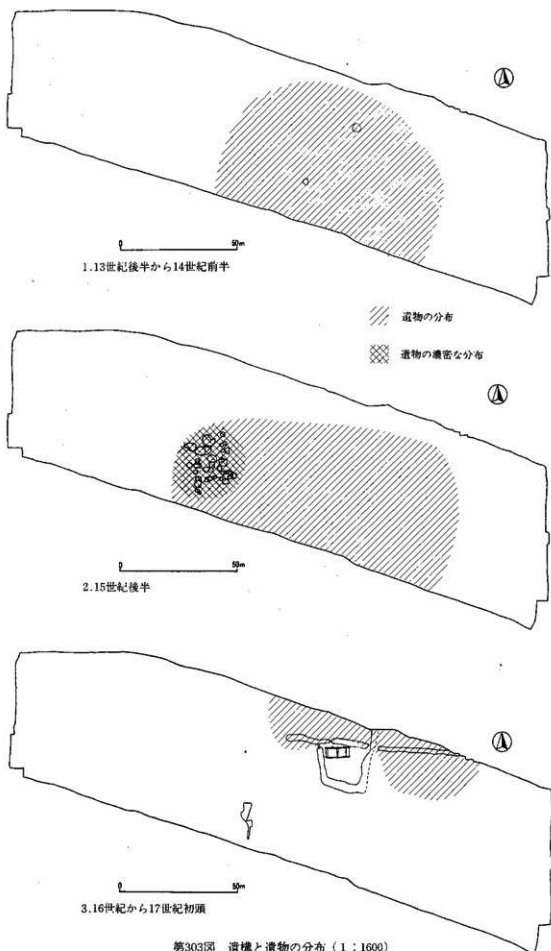 0 50m
1.13世紀後半から14世紀前半
遺物の分布
遺物の濃密な分布
0 50m
2.15世紀後半
0 50m
3.16世紀から17世紀初頭
第303図 遺構と遺物の分布（1：1600）